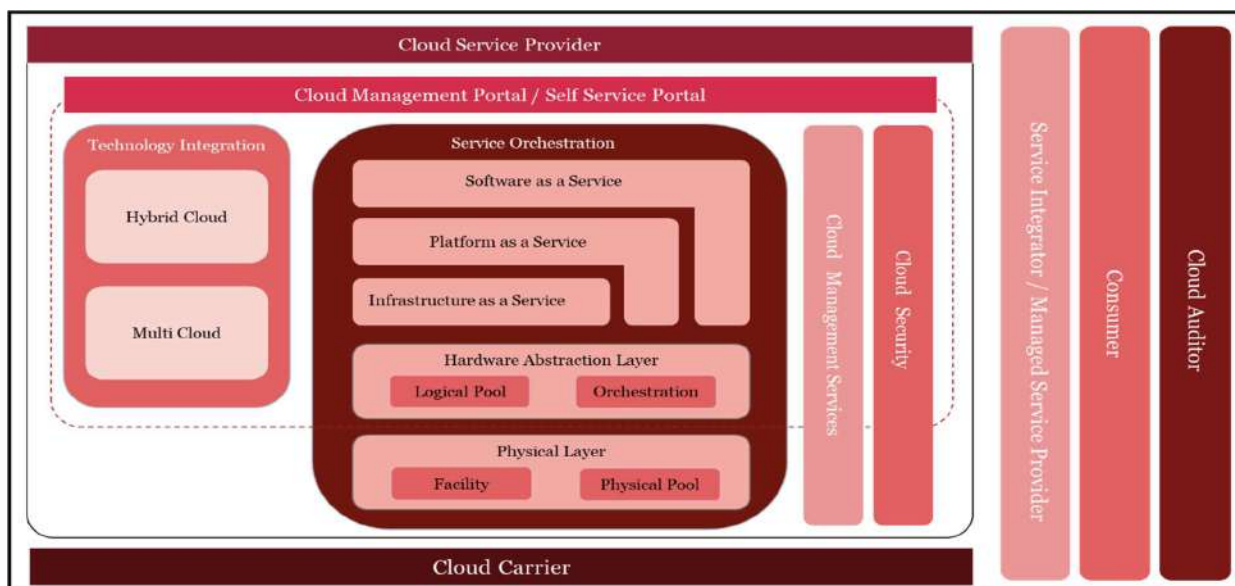 Cloud Service Provider
Cloud Management Portal / Self Service Portal
Technology Integration
Hybrid Cloud
Multi Cloud
Service Orchestration
Software as a Service
Platform as a Service
Infrastructure as a Service
Hardware Abstraction Layer
Logical Pool
Orchestration
Physical Layer
Facility
Physical Pool
Cloud Management Services
Cloud Security
Service Integrator / Managed Service Provider
Consumer
Cloud Auditor
Cloud Carrier